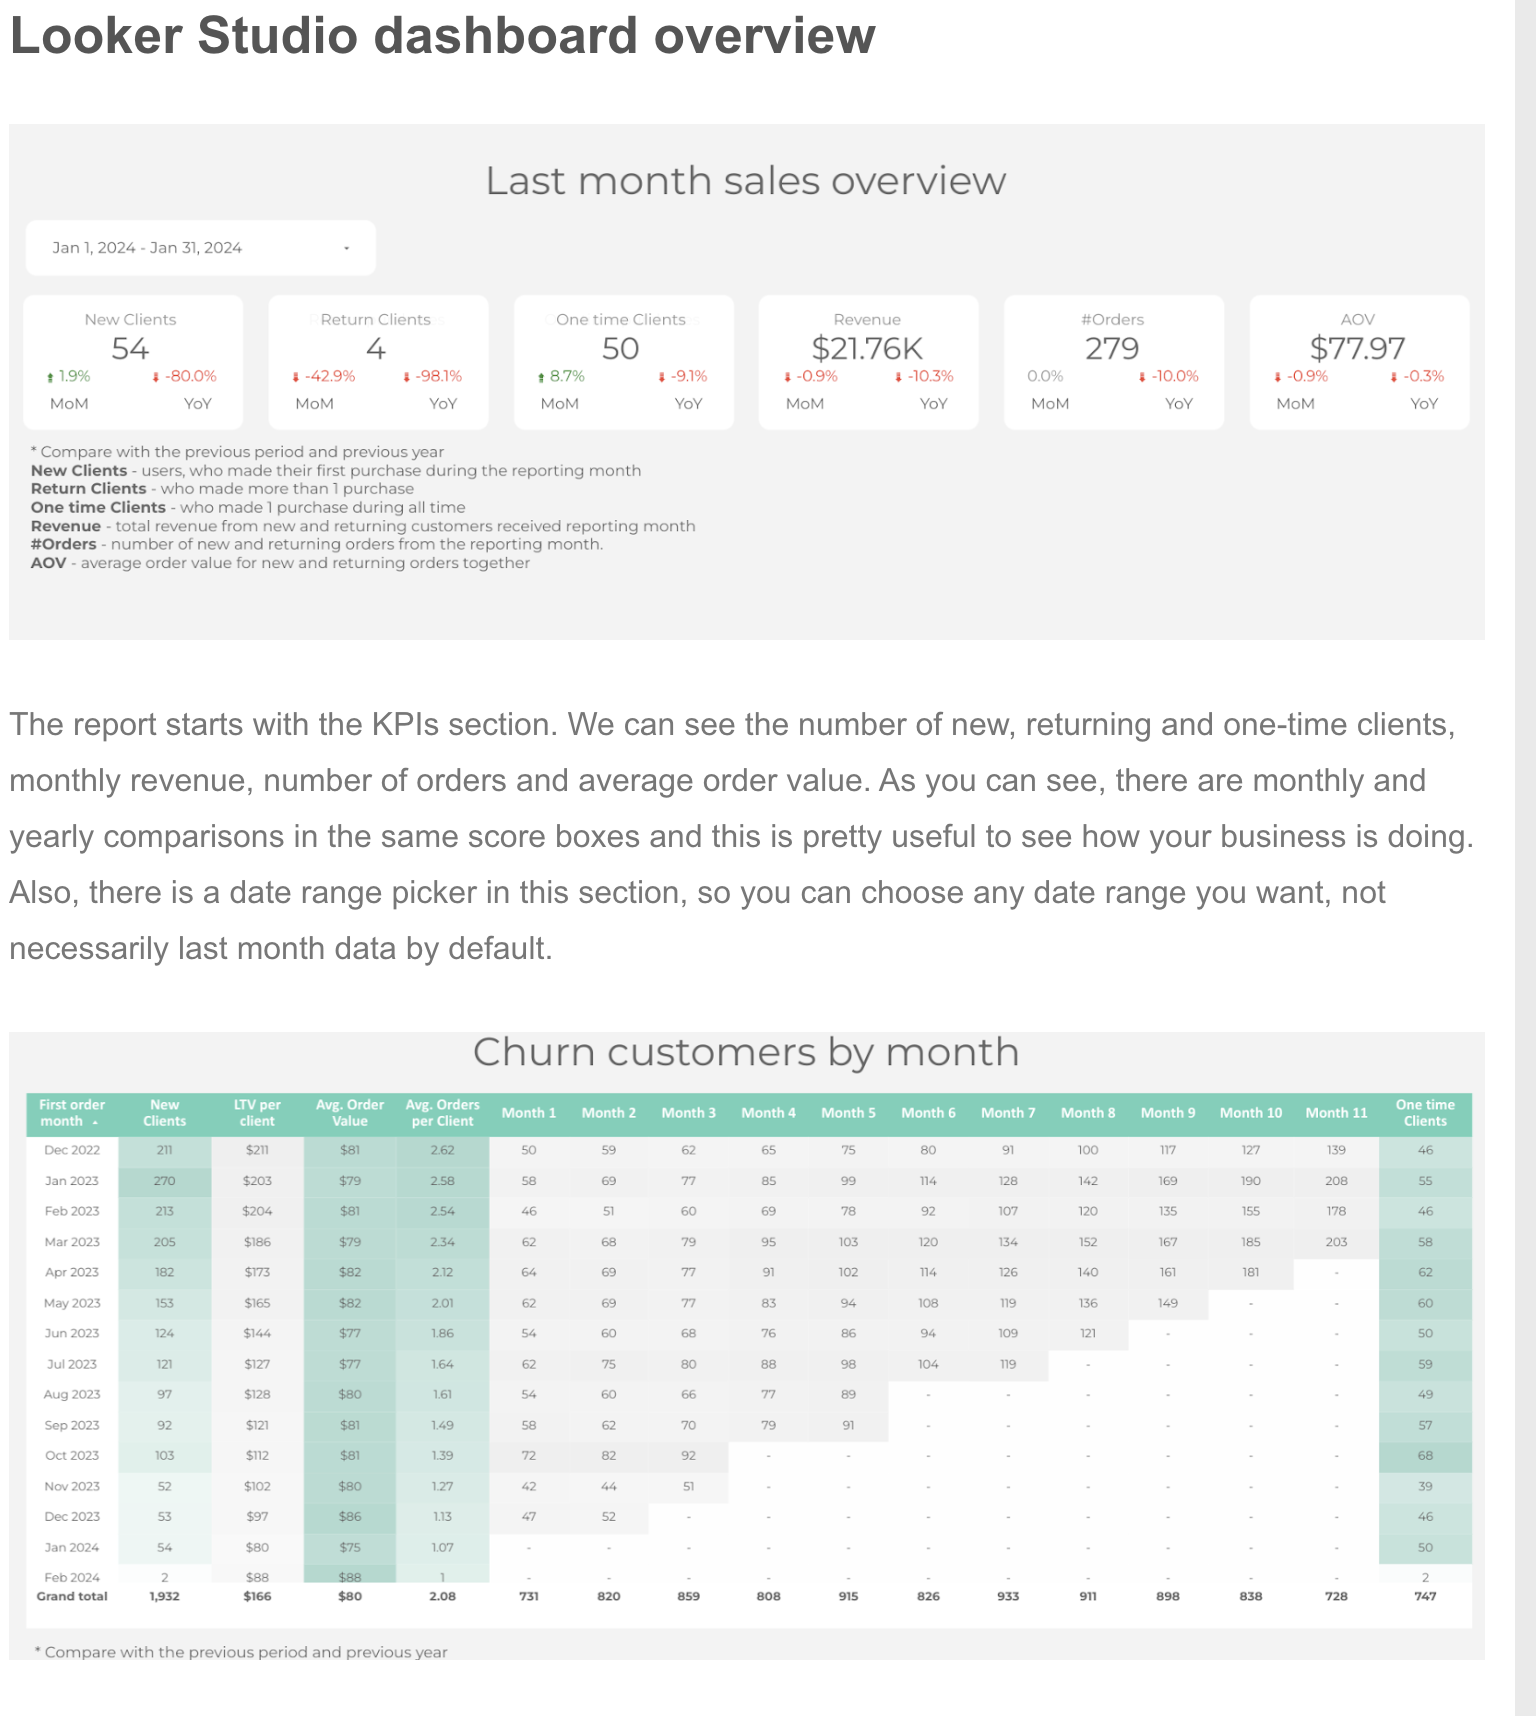 Looker Studio dashboard overview
Last month sales overview
Jan 1, 2024 - Jan 31, 2024
New Clients Return Clients One time Clients Revenue #Orders AOV
54 4 50 $21.76K 279 $77.97
1.9% -80.0% -42.9% -98.1% 8.7% -9.1% -0.9% -10.3% 0.0% -10.0% -0.9% -0.3%
MoM YoY MoM YoY MoM YoY MoM YoY MoM YoY MoM YoY
* Compare with the previous period and previous year
New Clients - users, who made their first purchase during the reporting month
Return Clients - who made more than 1 purchase
One time Clients - who made 1 purchase during all time
Revenue - total revenue from new and returning customers received reporting month
#Orders - number of new and returning orders from the reporting month.
AOV - average order value for new and returning orders together
The report starts with the KPIs section. We can see the number of new, returning and one-time clients,
monthly revenue, number of orders and average order value. As you can see, there are monthly and
yearly comparisons in the same score boxes and this is pretty useful to see how your business is doing.
Also, there is a date range picker in this section, so you can choose any date range you want, not
necessarily last month data by default.
Churn customers by month
First order month New Clients LTV per client Avg. Order Value Avg. Orders per Client Month 1 Month 2 Month 3 Month 4 Month 5 Month 6 Month 7 Month 8 Month 9 Month 10 Month 11 One time Clients
Dec 2022 211 $211 $81 2.62 50 59 62 65 75 80 91 100 117 127 139 46
Jan 2023 270 $203 $79 2.58 58 69 77 85 99 114 128 142 169 190 208 55
Feb 2023 213 $204 $81 2.54 46 51 60 69 78 92 107 120 135 155 178 46
Mar 2023 205 $186 $79 2.34 62 68 79 95 103 120 134 152 167 185 203 58
Apr 2023 182 $173 $82 2.12 64 69 77 91 102 114 126 140 161 181 - 62
May 2023 153 $165 $82 2.01 62 69 77 83 94 108 119 136 149 - - 60
Jun 2023 124 $144 $77 1.86 54 60 68 76 86 94 109 121 - - - 50
Jul 2023 121 $127 $77 1.64 62 75 80 88 98 104 119 - - - - 59
Aug 2023 97 $128 $80 1.61 54 60 66 77 89 - - - - - - 49
Sep 2023 92 $121 $81 1.49 58 62 70 79 91 - - - - - - 57
Oct 2023 103 $112 $81 1.39 72 82 92 - - - - - - - - 68
Nov 2023 52 $102 $80 1.27 42 44 51 - - - - - - - - 39
Dec 2023 53 $97 $86 1.13 47 52 - - - - - - - - - 46
Jan 2024 54 $80 $75 1.07 - - - - - - - - - - - 50
Feb 2024 2 $88 $88 1 - - - - - - - - - - - 2
Grand total 1,932 $166 $80 2.08 731 820 859 808 915 826 933 911 898 838 728 747
* Compare with the previous period and previous year